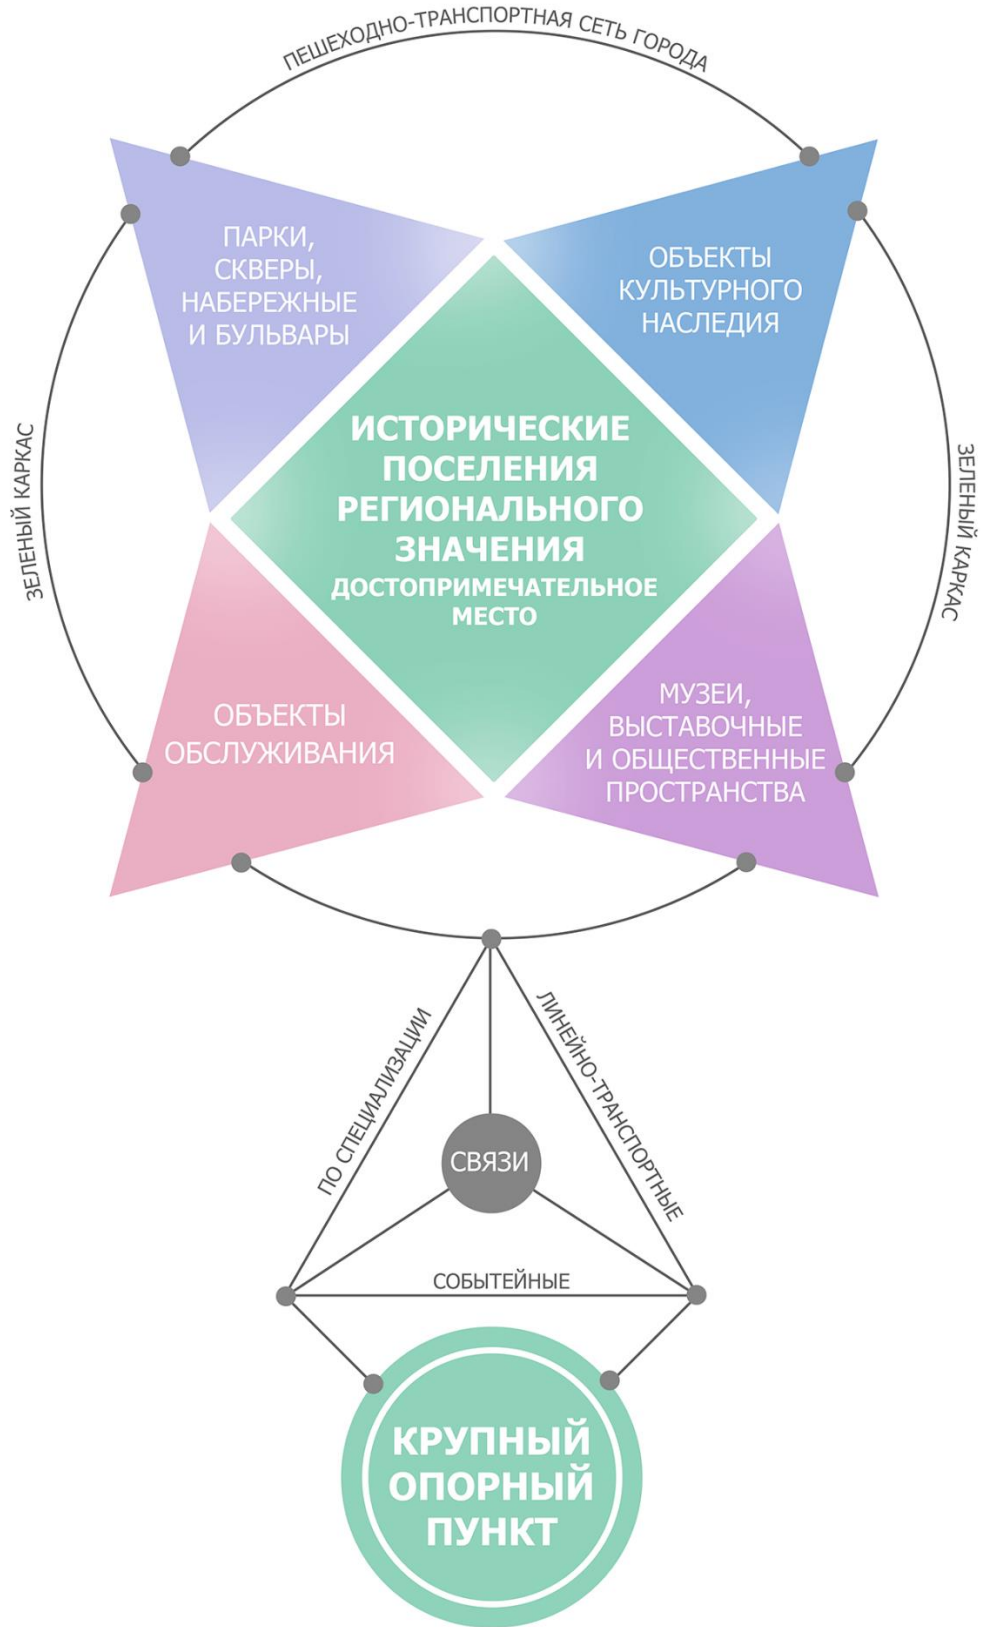 ПЕШЕХОДНО-ТРАНСПОРТНАЯ СЕТЬ ГОРОДА
ПАРКИ,
СКВЕРЫ,
НАБЕРЕЖНЫЕ
И БУЛЬВАРЫ
ОБЪЕКТЫ
КУЛЬТУРНОГО
НАСЛЕДИЯ
ЗЕЛЕНЫЙ КАРКАС
ИСТОРИЧЕСКИЕ
ПОСЕЛЕНИЯ
РЕГИОНАЛЬНОГО
ЗНАЧЕНИЯ
ДОСТОПРИМЕЧАТЕЛЬНОЕ
МЕСТО
ЗЕЛЕНЫЙ КАРКАС
ОБЪЕКТЫ
ОБСЛУЖИВАНИЯ
МУЗЕИ,
ВЫСТАВОЧНЫЕ
И ОБЩЕСТВЕННЫЕ
ПРОСТРАНСТВА
ПО СПЕЦИАЛИЗАЦИИ
ЛИНЕЙНО-ТРАНСПОРТНЫЕ
СВЯЗИ
СОБЫТЕЙНЫЕ
КРУПНЫЙ
ОПОРНЫЙ
ПУНКТ